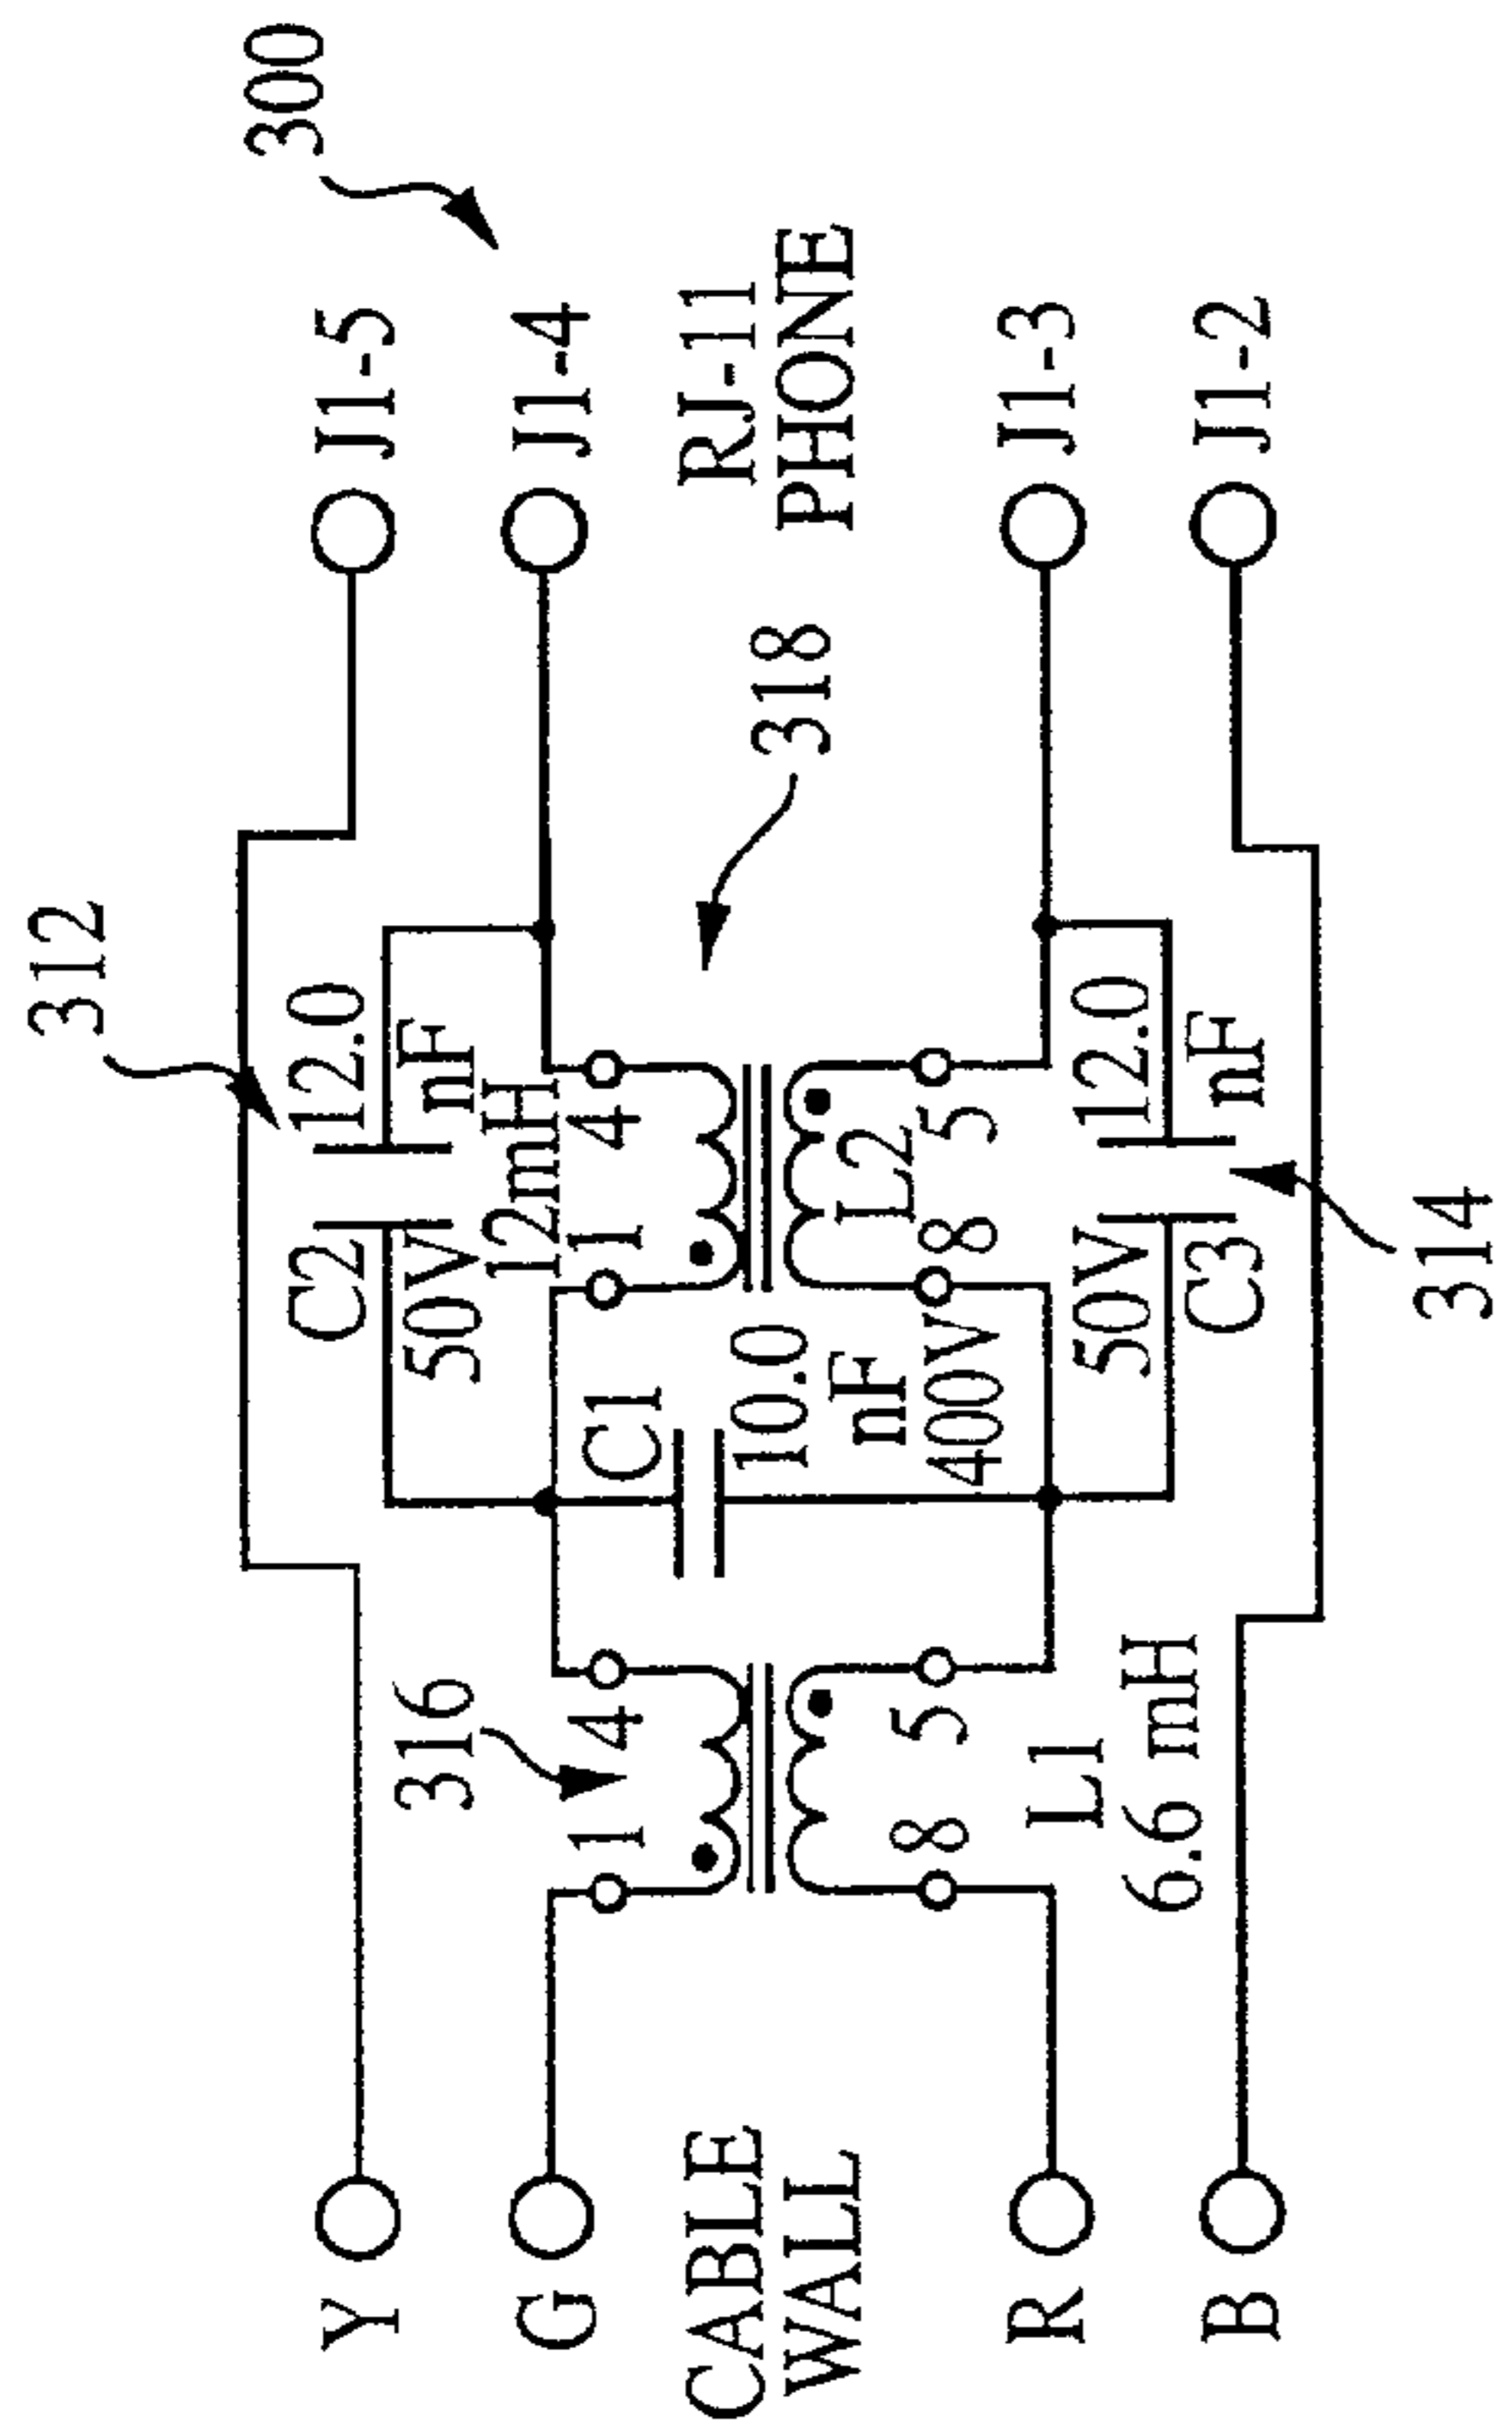 300
312
Y
J1-5
C2
12.0
nF
50V
G
J1-4
316
12mH
1
4
1
4
C1
318
CABLE
WALL
10.0
nF
400V
RJ-11
PHONE
L2
8
5
8
5
L1
6.6 mH
R
J1-3
50V
12.0
nF
C3
B
J1-2
314